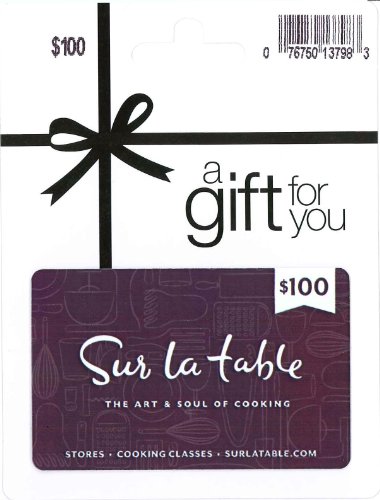 $100
0 76750 13798 3
a
gift for
you
$100
Sur la table
THE ART & SOUL OF COOKING
STORES • COOKING CLASSES • SURLATABLE.COM